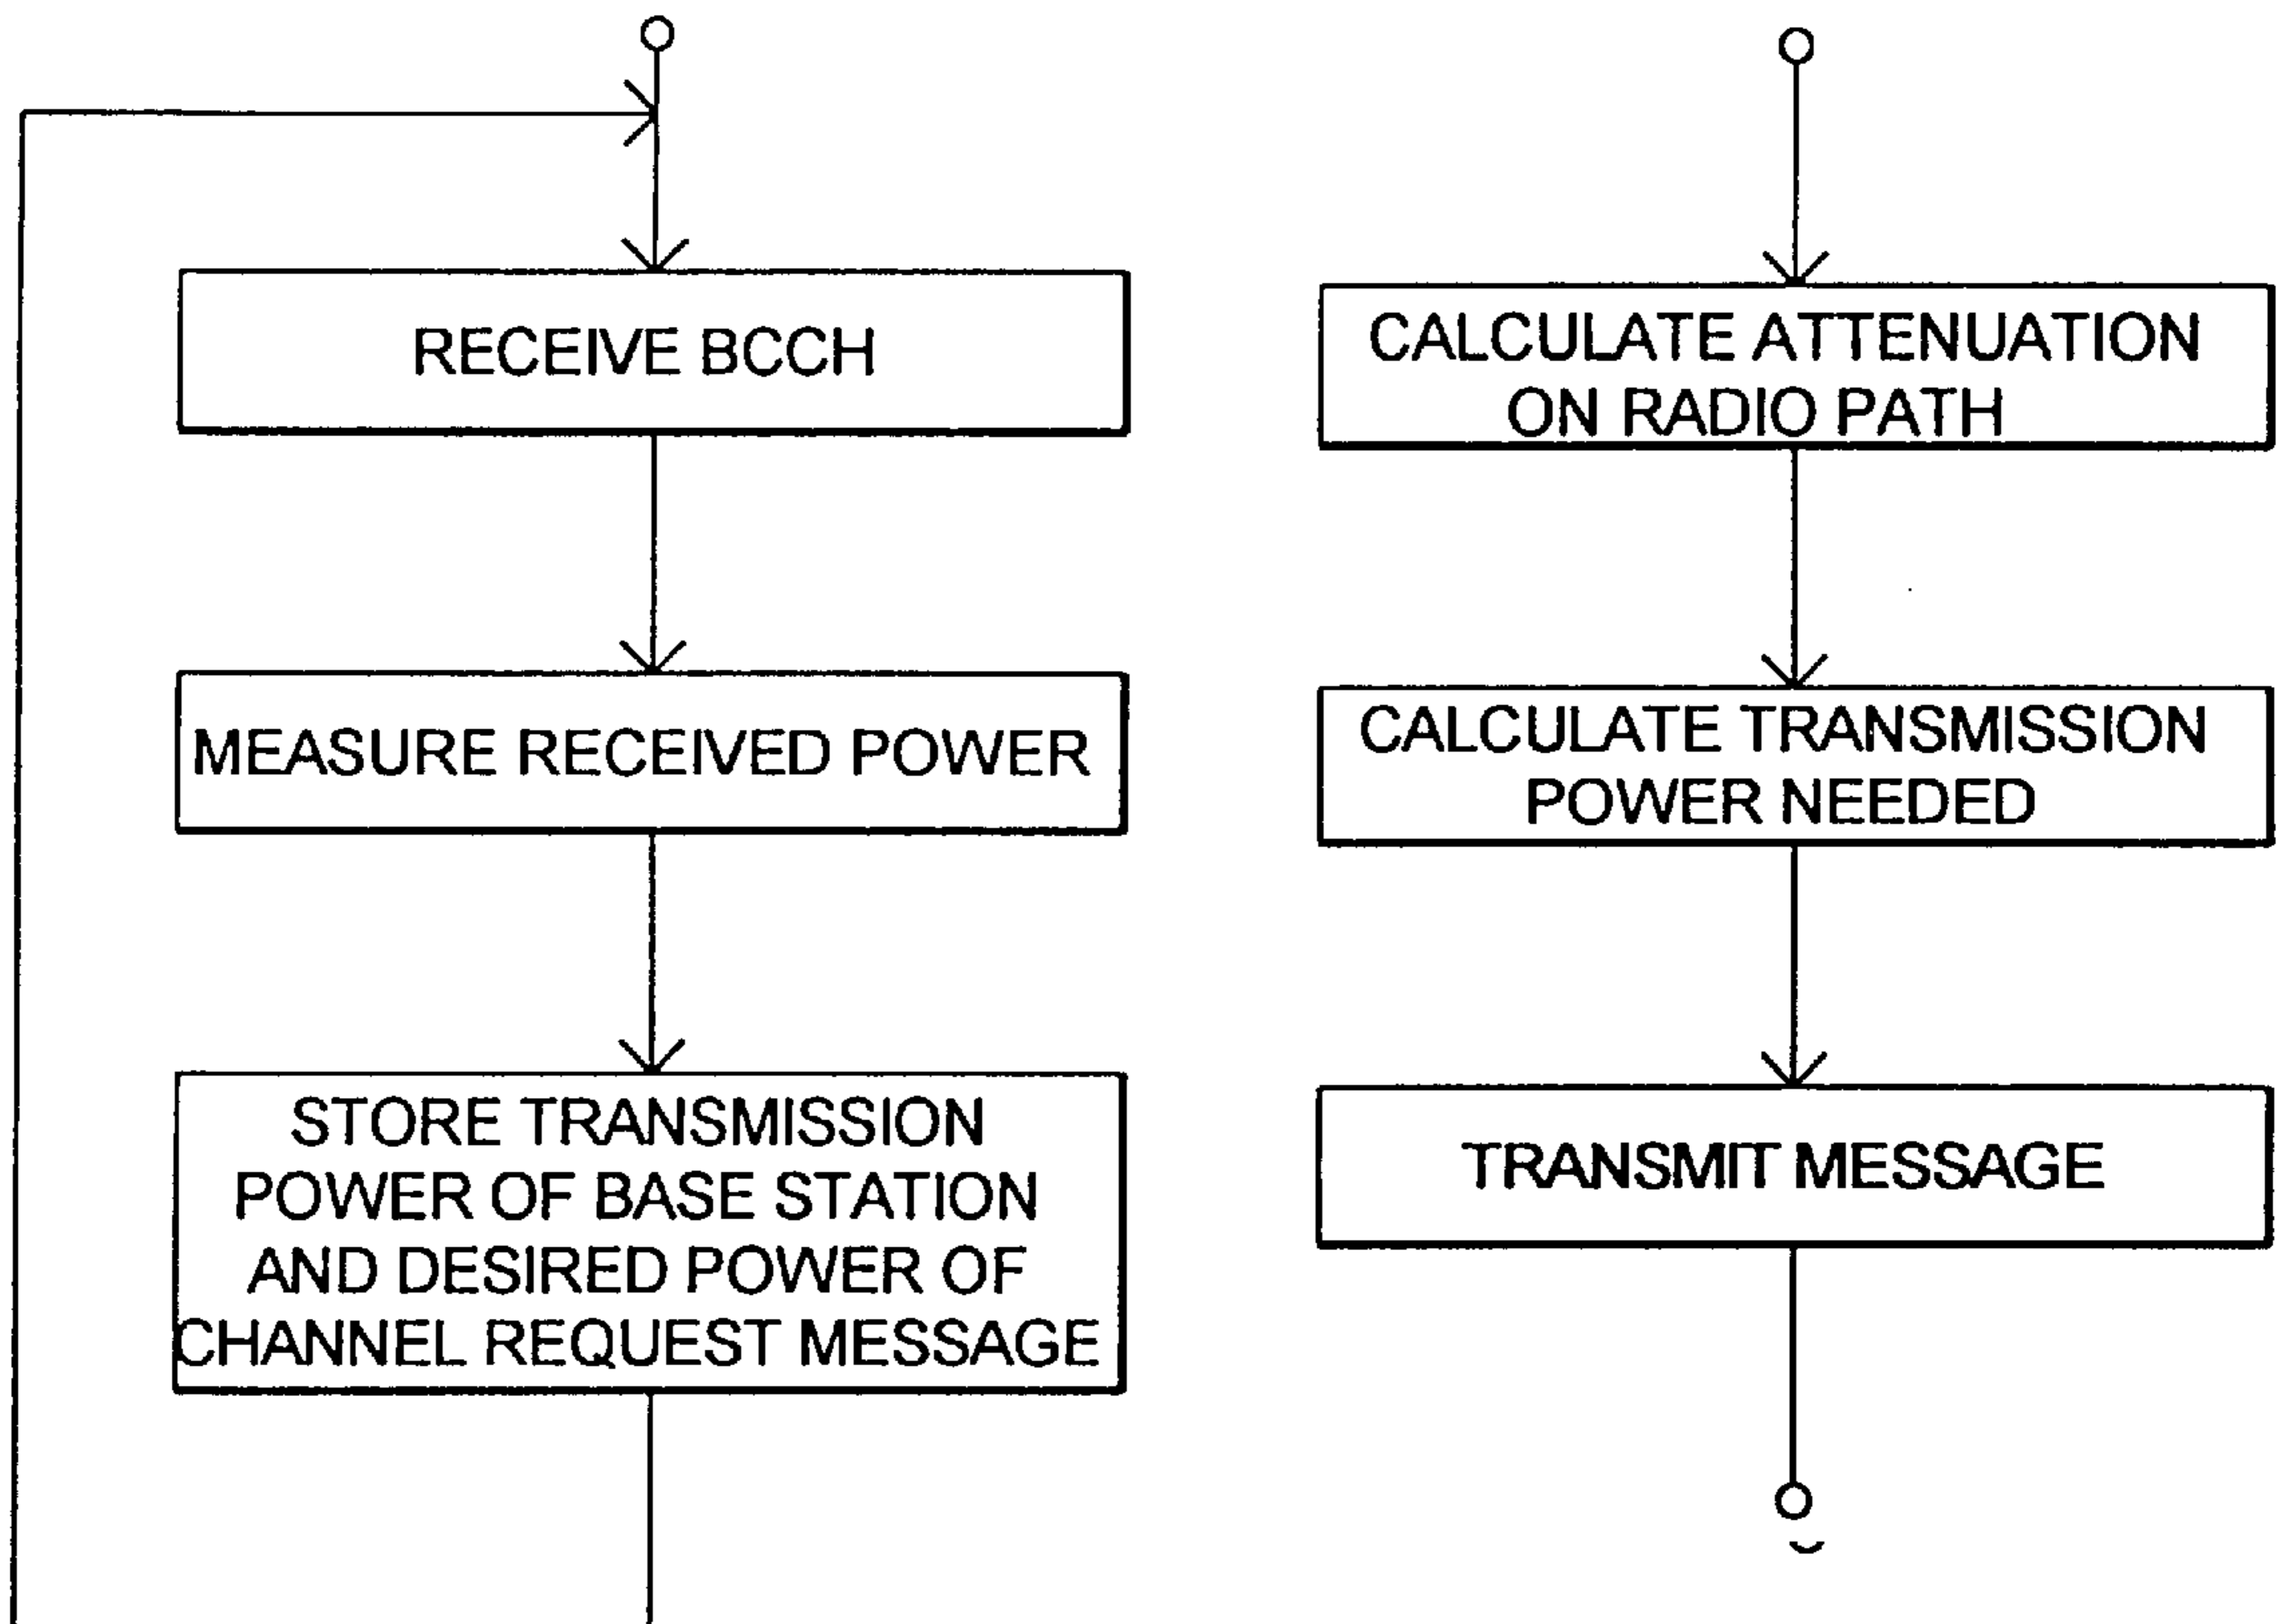 RECEIVE BCCH
MEASURE RECEIVED POWER
STORE TRANSMISSION
POWER OF BASE STATION
AND DESIRED POWER OF
CHANNEL REQUEST MESSAGE
CALCULATE ATTENUATION
ON RADIO PATH
CALCULATE TRANSMISSION
POWER NEEDED
TRANSMIT MESSAGE